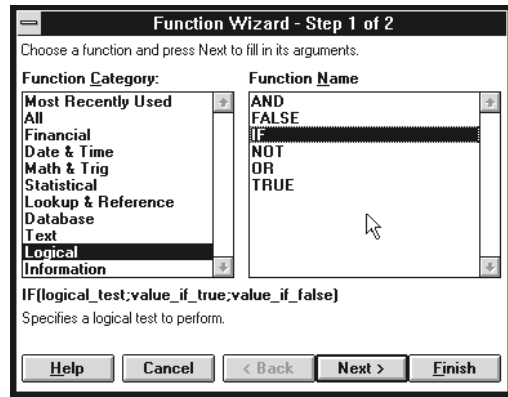 Function Wizard - Step 1 of 2
Choose a function and press Next to fill in its arguments.
Function Category:
Most Recently Used
All
Financial
Date & Time
Math & Trig
Statistical
Lookup & Reference
Database
Text
Logical
Information
Function Name
AND
FALSE
IF
NOT
OR
TRUE
IF(logical_test;value_if_true;value_if_false)
Specifies a logical test to perform.
Help
Cancel
< Back
Next >
Finish